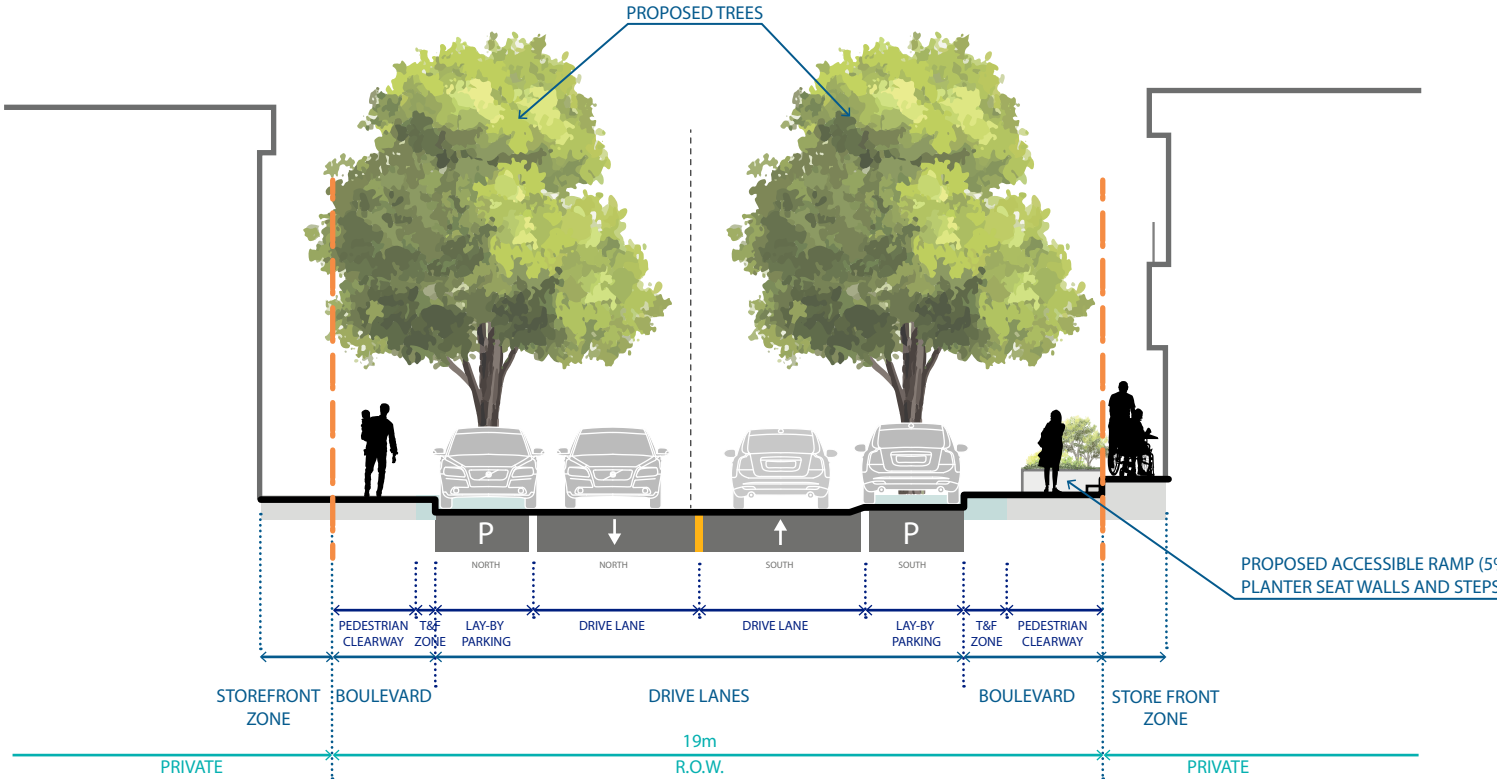 PROPOSED TREES
PROPOSED ACCESSIBLE RAMP (5%
PLANTER SEAT WALLS AND STEPS
P
P
NORTH
NORTH
SOUTH
SOUTH
PEDESTRIAN
CLEARWAY
T&F
ZONE
LAY-BY
PARKING
DRIVE LANE
DRIVE LANE
LAY-BY
PARKING
T&F
ZONE
PEDESTRIAN
CLEARWAY
STOREFRONT
ZONE
BOULEVARD
DRIVE LANES
BOULEVARD
STORE FRONT
ZONE
19m
PRIVATE
R.O.W.
PRIVATE